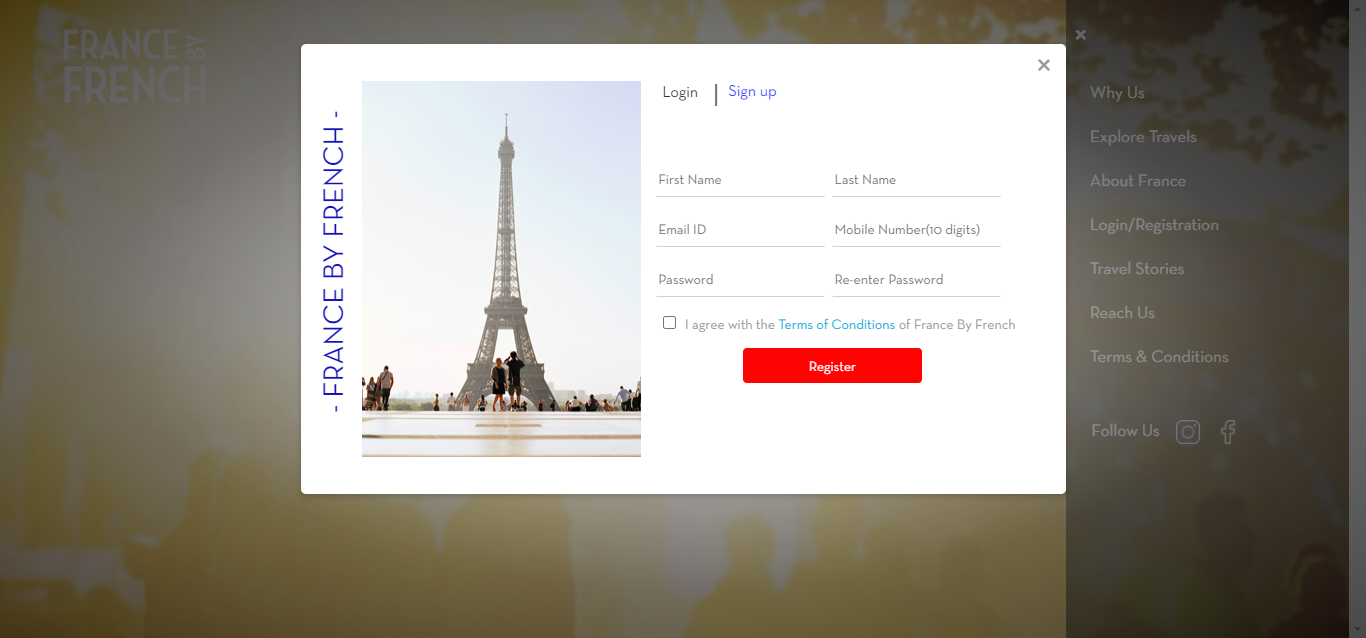 FRANCE BY
FRENCH
- FRANCE BY FRENCH -
Login | Sign up
First Name
Last Name
Email ID
Mobile Number(10 digits)
Password
Re-enter Password
I agree with the Terms of Conditions of France By French
Register
Why Us
Explore Travels
About France
Login/Registration
Travel Stories
Reach Us
Terms & Conditions
Follow Us